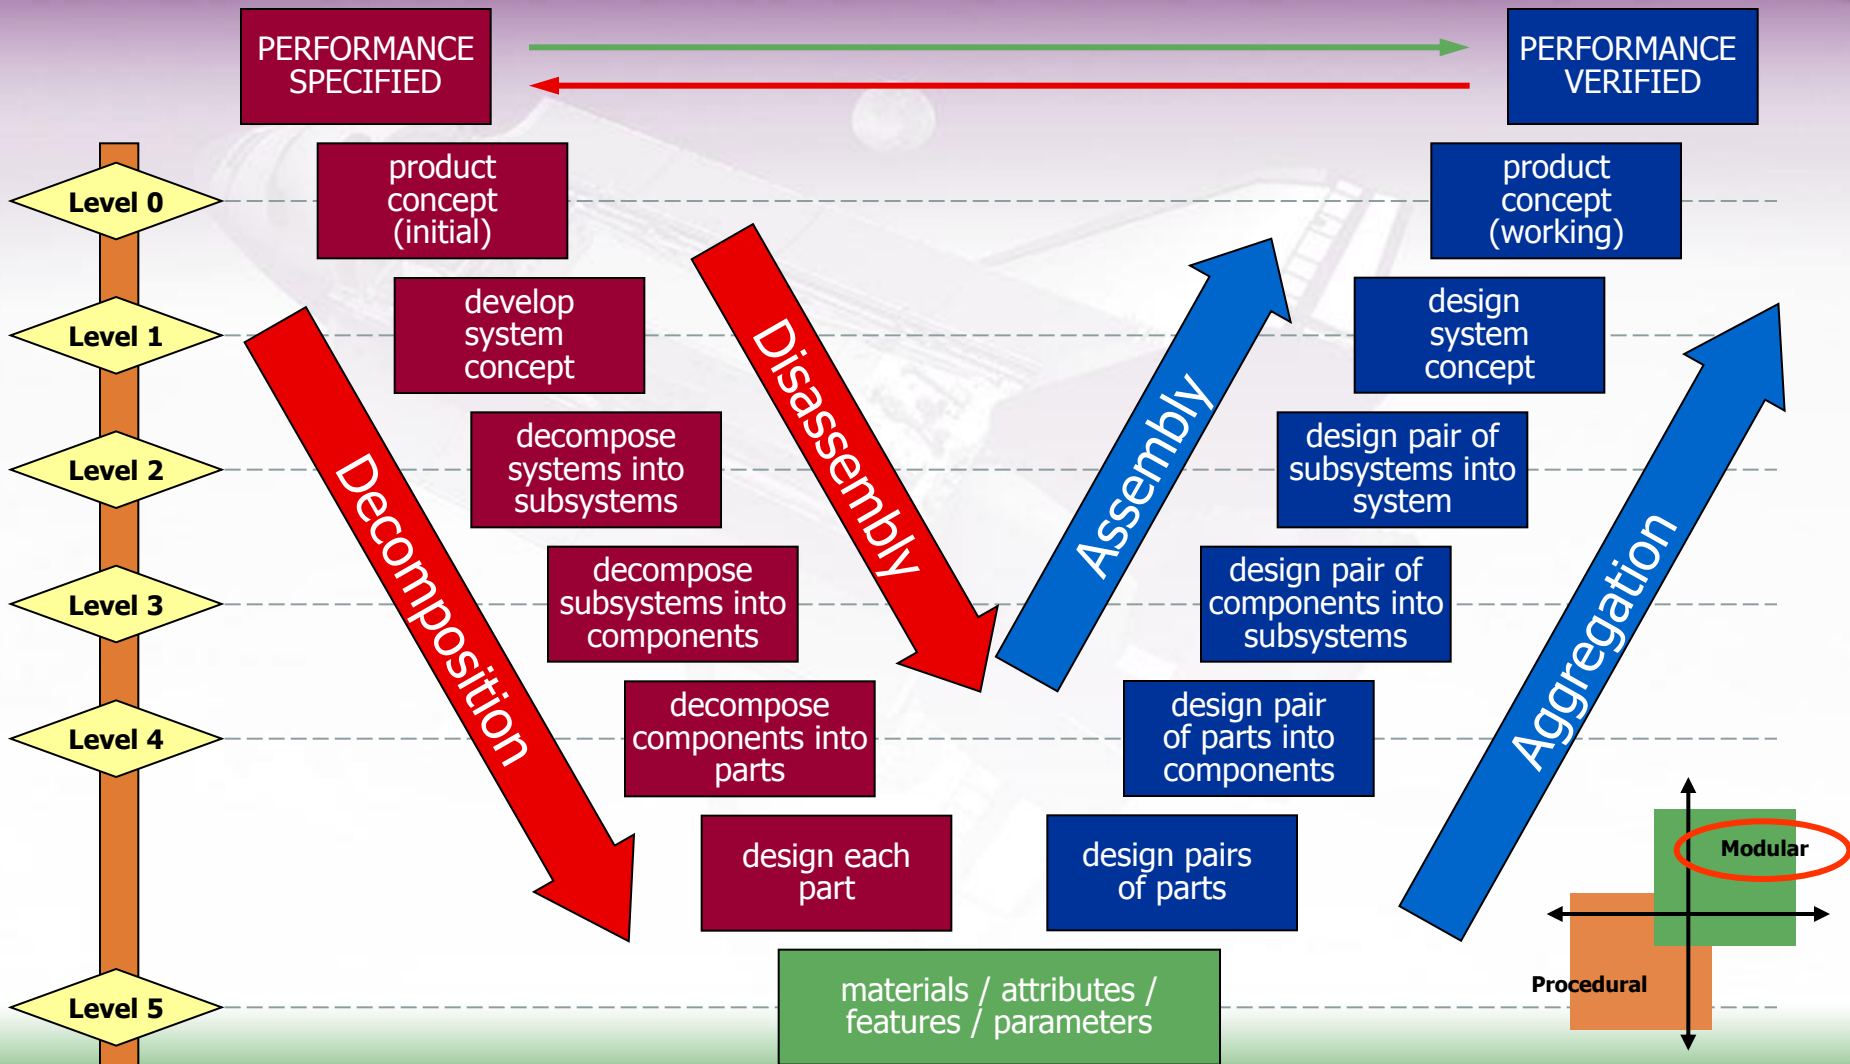 PERFORMANCE
SPECIFIED
PERFORMANCE
VERIFIED
Level 0
product
concept
(initial)
product
concept
(working)
Level 1
develop
system
concept
design
system
concept
Level 2
decompose
systems into
subsystems
design pair of
subsystems into
system
Level 3
decompose
subsystems into
components
design pair of
components into
subsystems
Level 4
decompose
components into
parts
design pair
of parts into
components
design each
part
design pairs
of parts
Level 5
materials / attributes /
features / parameters
Decomposition
Disassembly
Assembly
Aggregation
Modular
Procedural